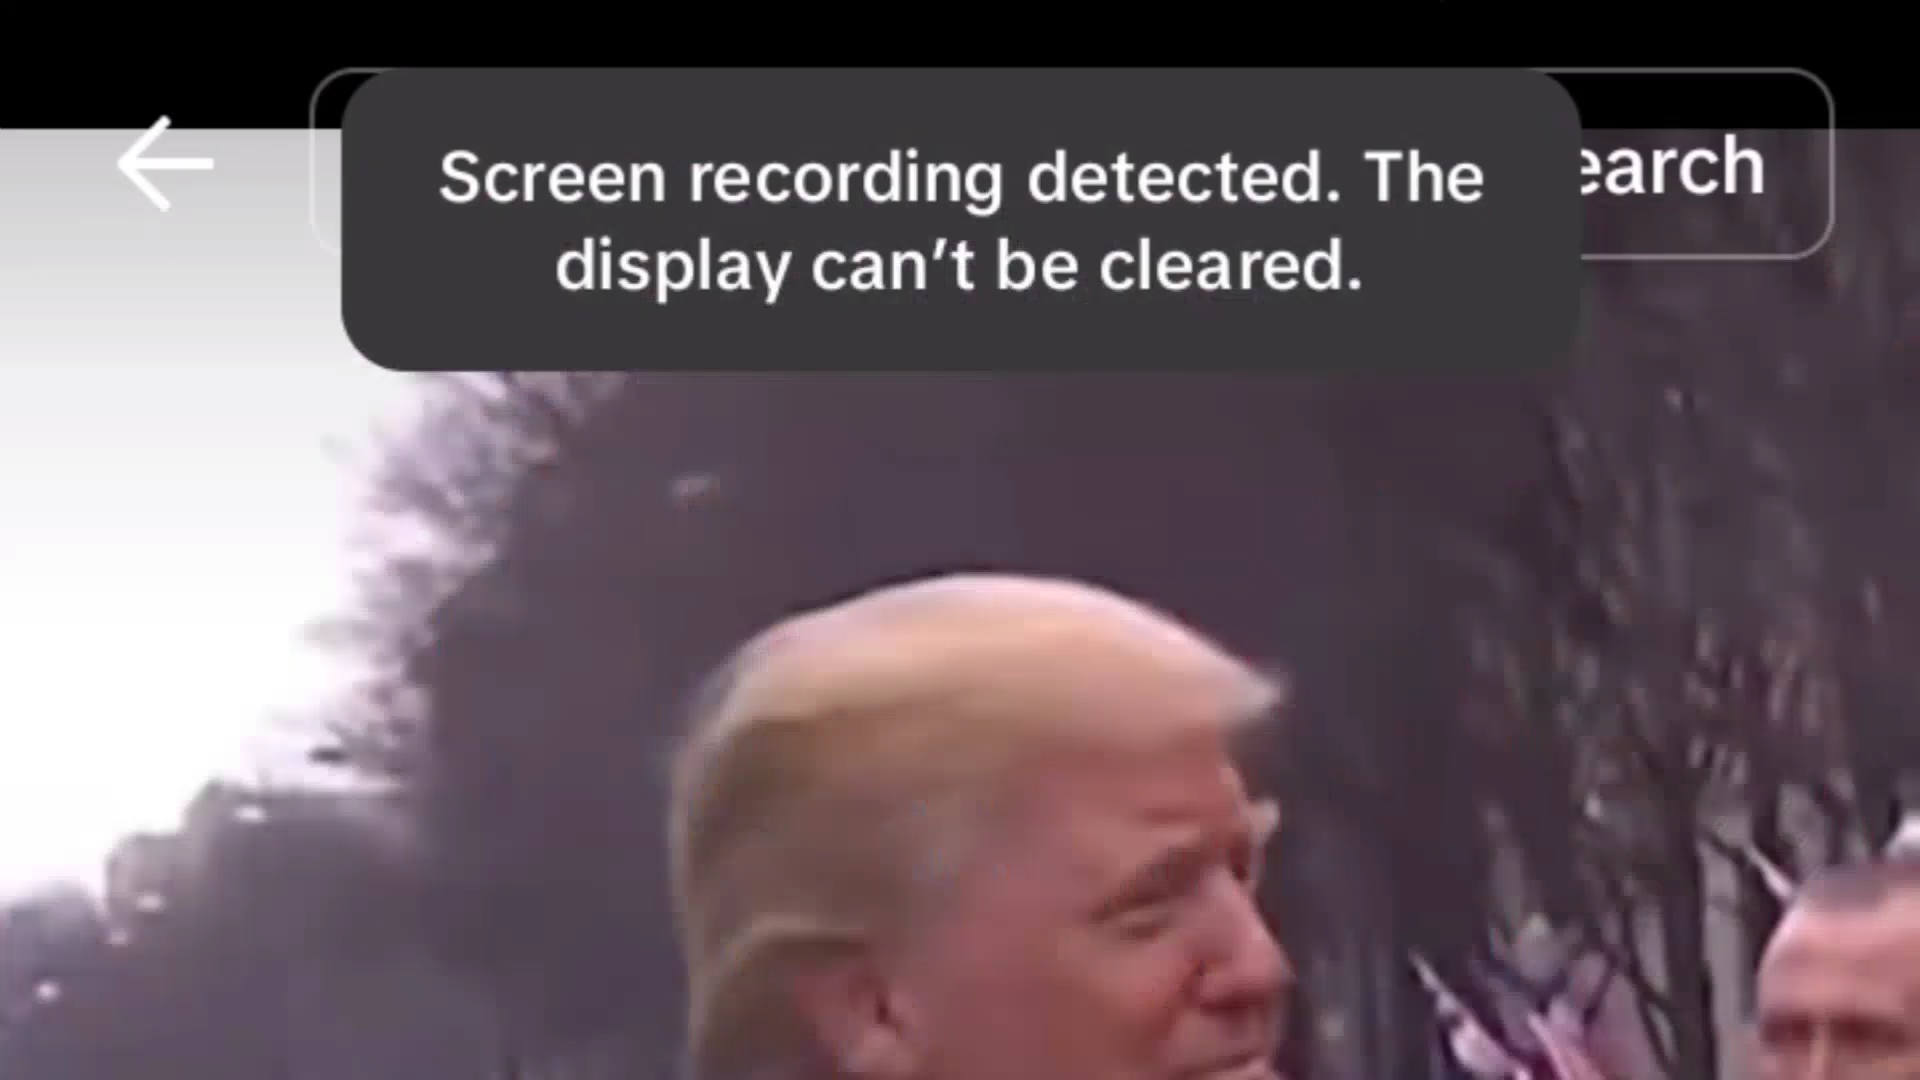 Screen recording detected. The
display can’t be cleared.
earch